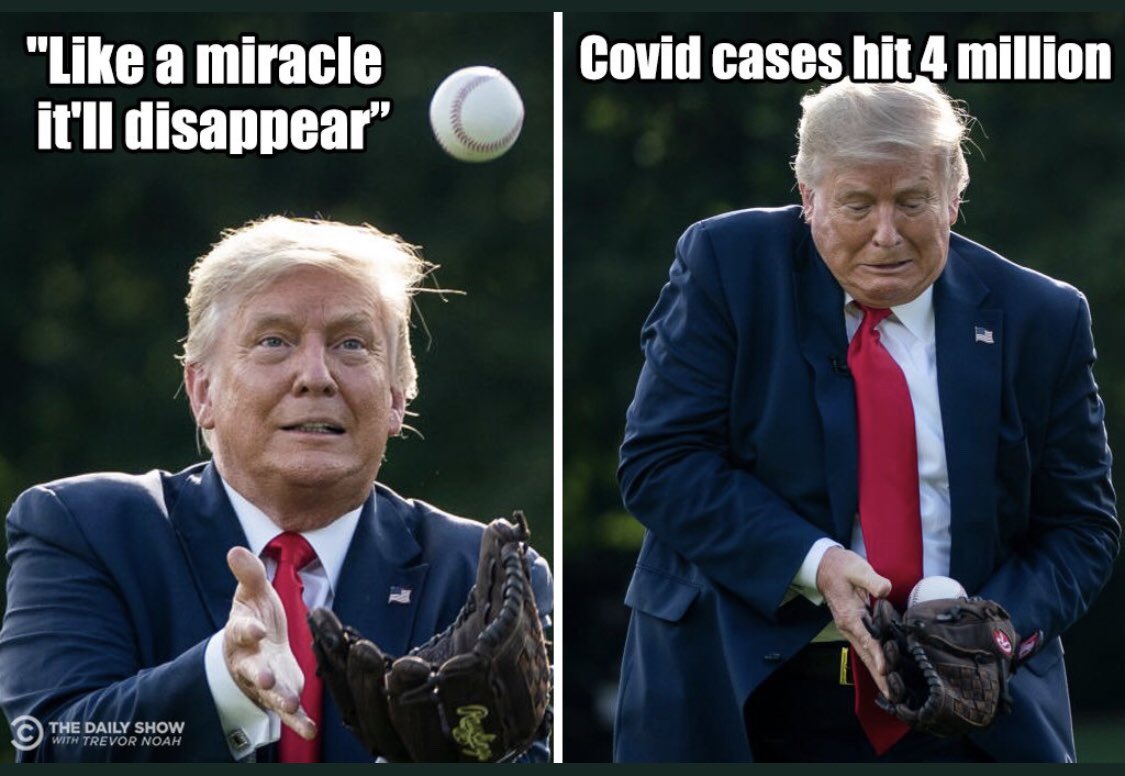 "Like a miracle
it'll disappear”
Covid cases hit 4 million
THE DAILY SHOW
WITH TREVOR NOAH